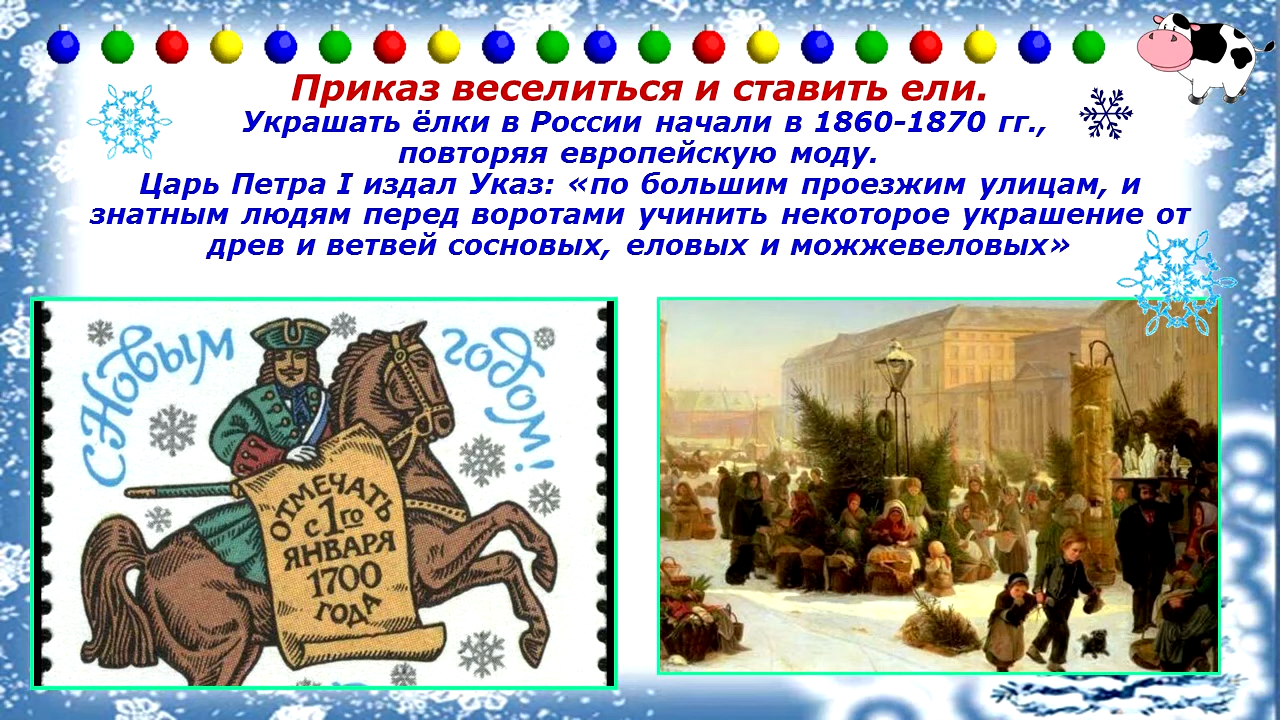 Приказ веселиться и ставить ели.
Украшать ёлки в России начали в 1860-1870 гг.,
повторяя европейскую моду.
Царь Петра I издал Указ: «по большим проезжим улицам, и
знатным людям перед воротами учинить некоторое украшение от
древ и ветвей сосновых, еловых и можжевеловых»
с Новым годом!
ОТМЕЧАТЬ
с 1го
ЯНВАРЯ
1700
ГОДА